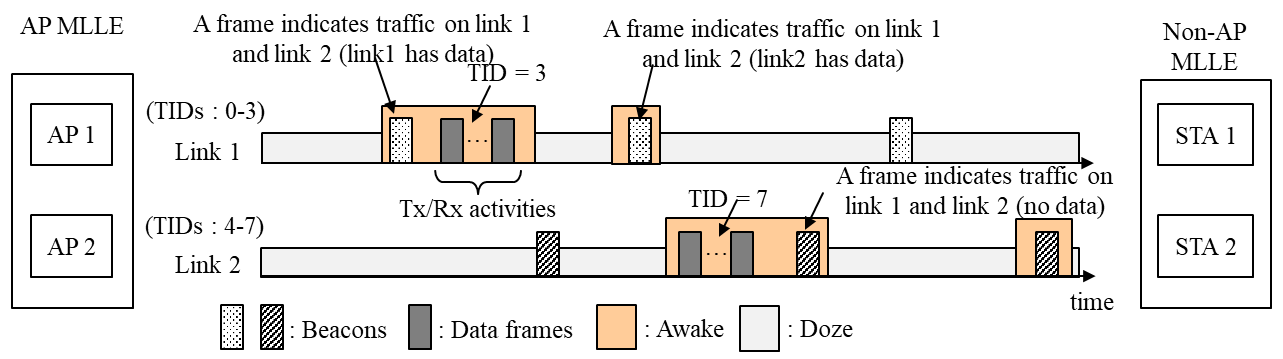 AP MLLE
A frame indicates traffic on link 1
and link 2 (link1 has data)
TID = 3
A frame indicates traffic on link 1
and link 2 (link2 has data)
Non-AP
MLLE
(TIDs : 0-3)
AP 1
Link 1
...
STA 1
Tx/Rx activities
A frame indicates traffic on
link 1 and link 2 (no data)
TID = 7
(TIDs : 4-7)
AP 2
Link 2
...
STA 2
time
: Beacons
: Data frames
: Awake
: Doze